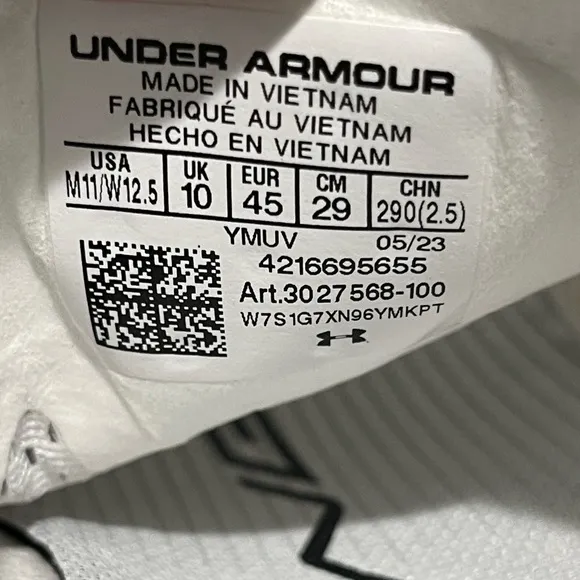 UNDER ARMOUR
MADE IN VIETNAM
FABRIQUÉ AU VIETNAM
HECHO EN VIETNAM
USA UK EUR CM CHN
M11/W12.5 10 45 29 290(2.5)
YMUV 05/23
4216695655
Art.3027568-100
W7S1G7XN96YMKPT